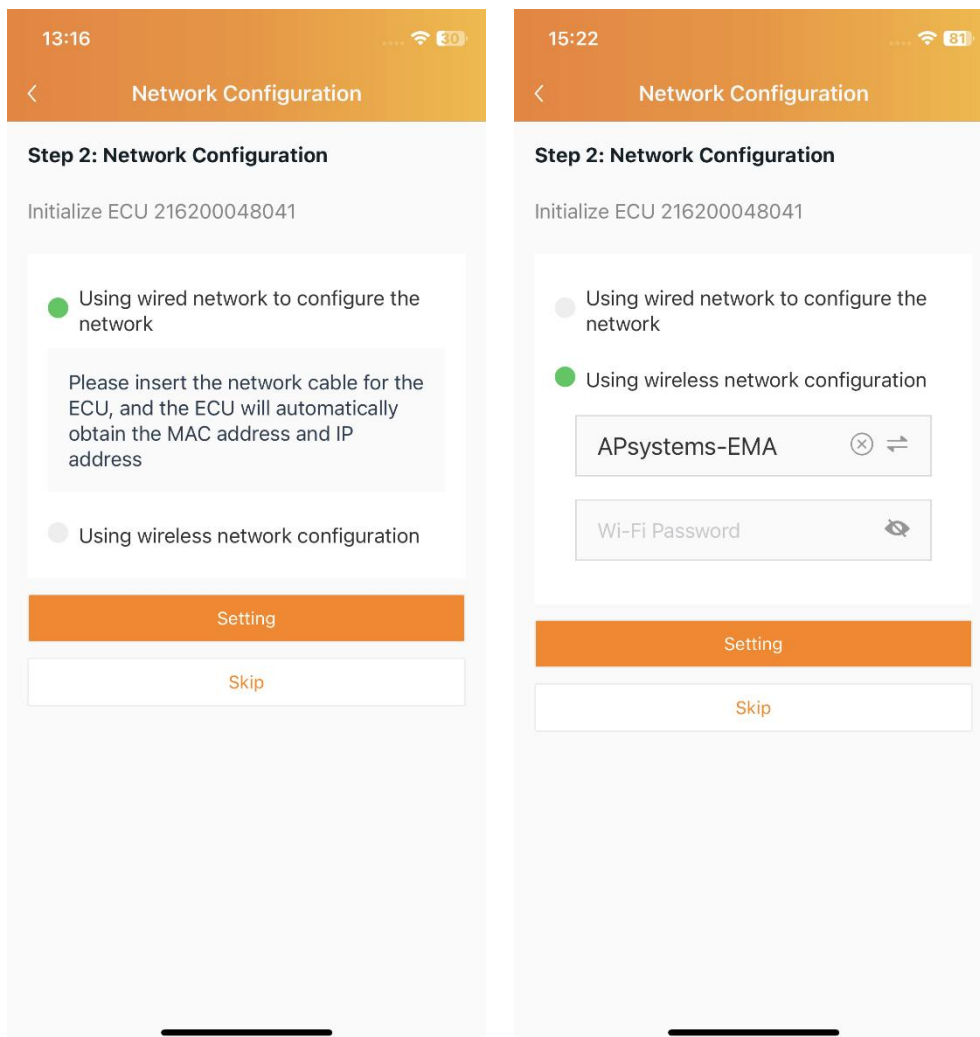 13:16
30
Network Configuration
Step 2: Network Configuration
Initialize ECU 216200048041
Using wired network to configure the
network
Please insert the network cable for the
ECU, and the ECU will automatically
obtain the MAC address and IP
address
Using wireless network configuration
Setting
Skip
15:22
81
Network Configuration
Step 2: Network Configuration
Initialize ECU 216200048041
Using wired network to configure the
network
Using wireless network configuration
APsystems-EMA
Wi-Fi Password
Setting
Skip